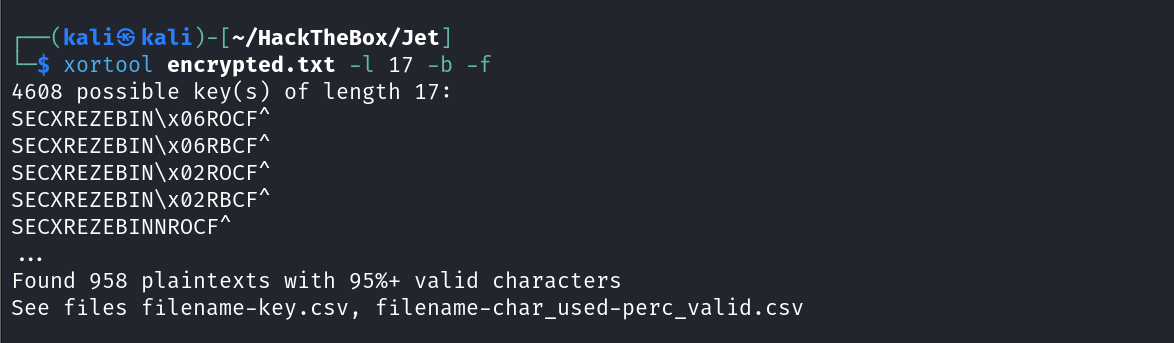 ┌──(kali㉿kali)-[~/HackTheBox/Jet]
└─$ xortool encrypted.txt -l 17 -b -f
4608 possible key(s) of length 17:
SECXREZEBIN\x06ROCF^
SECXREZEBIN\x06RBCF^
SECXREZEBIN\x02ROCF^
SECXREZEBIN\x02RBCF^
SECXREZEBINNROCF^
...
Found 958 plaintexts with 95%+ valid characters
See files filename-key.csv, filename-char_used-perc_valid.csv